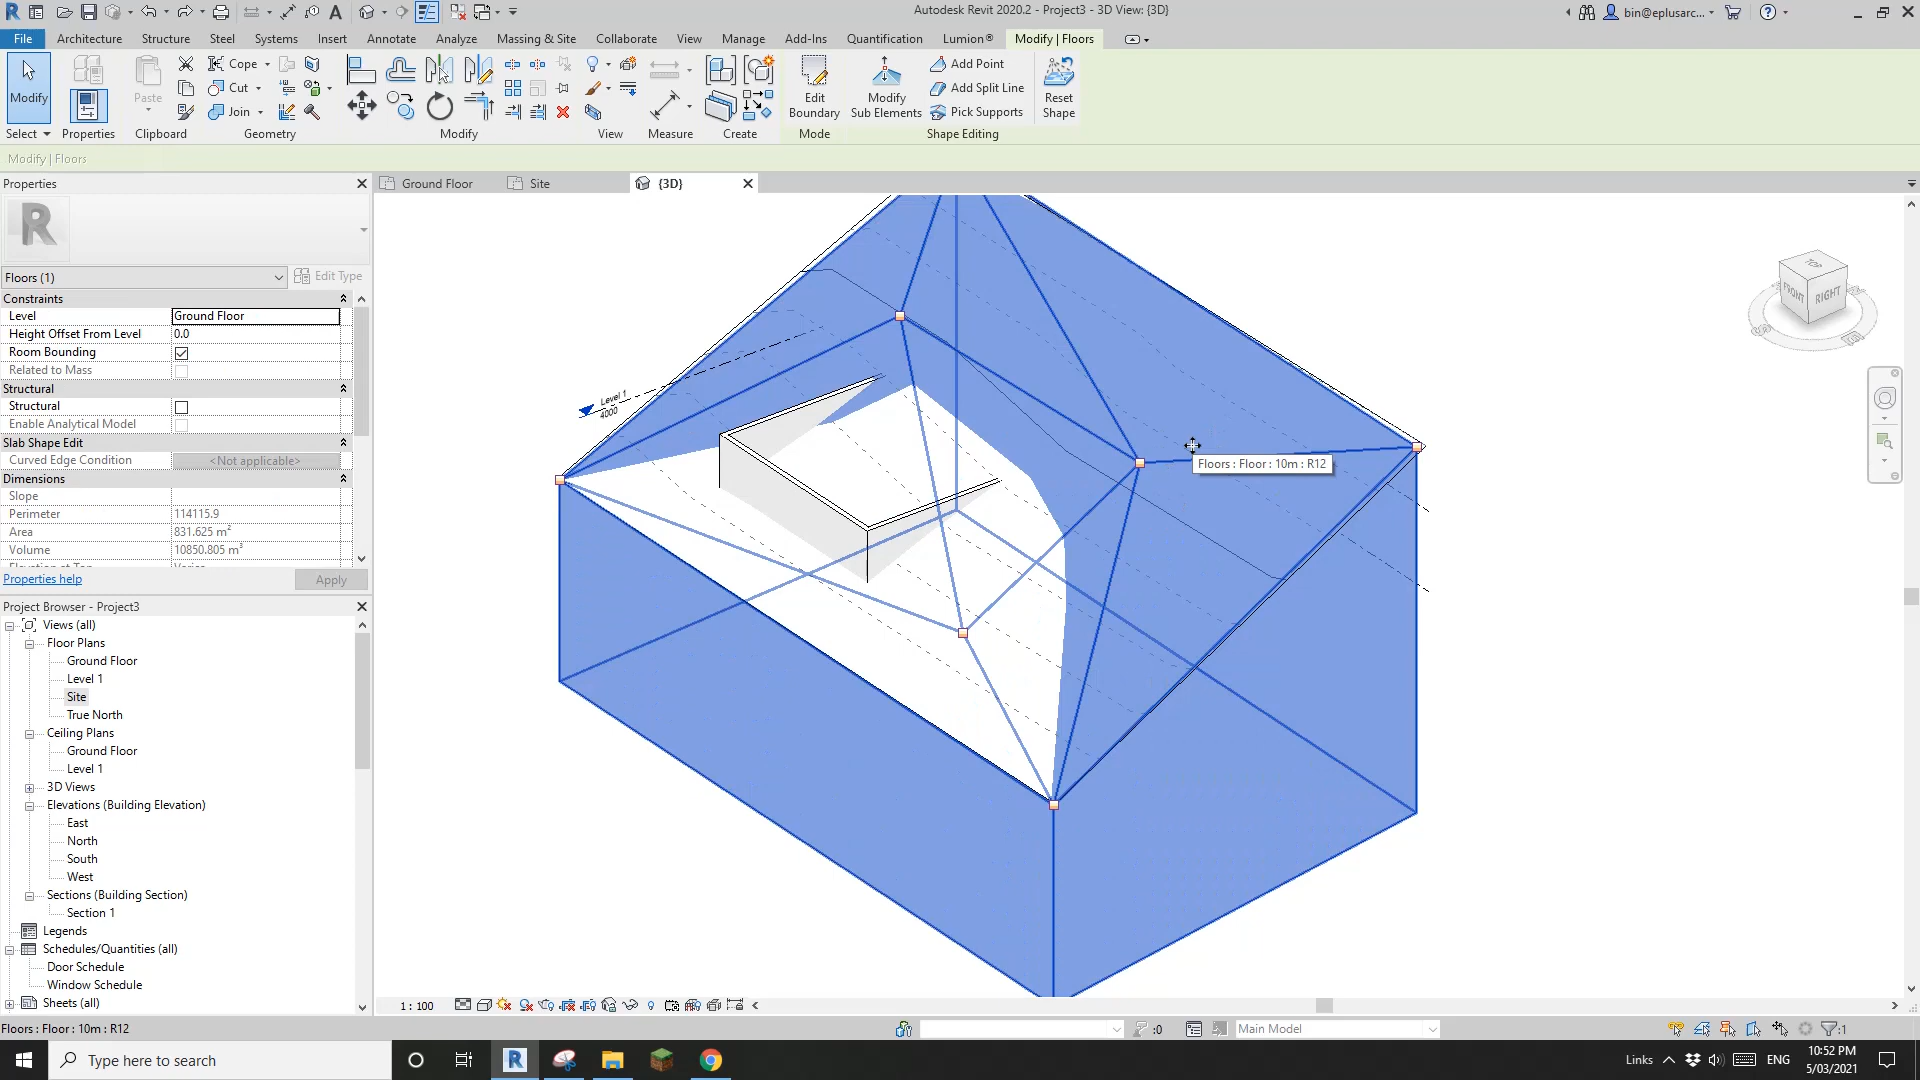 Autodesk Revit 2020.2 - Project3 - 3D View: {3D}
bin@eplusarc...
File Architecture Structure Steel Systems Insert Annotate Analyze Massing & Site Collaborate View Manage Add-Ins Quantification Lumion® Modify | Floors
Modify
Paste
Cope
Cut
Join
Edit Boundary
Modify Sub Elements
Add Point
Add Split Line
Pick Supports
Reset Shape
Select Properties Clipboard Geometry Modify View Measure Create Mode Shape Editing
Modify | Floors
Properties
Ground Floor
Site
{3D}
Floors (1)
Edit Type
Constraints
Level Ground Floor
Height Offset From Level 0.0
Room Bounding
Related to Mass
Structural
Structural
Enable Analytical Model
Slab Shape Edit
Curved Edge Condition <Not applicable>
Dimensions
Slope
Perimeter 114115.9
Area 831.625 m²
Volume 10850.805 m³
Properties help
Apply
Project Browser - Project3
Views (all)
Floor Plans
Ground Floor
Level 1
Site
True North
Ceiling Plans
Ground Floor
Level 1
3D Views
Elevations (Building Elevation)
East
North
South
West
Sections (Building Section)
Section 1
Legends
Schedules/Quantities (all)
Door Schedule
Window Schedule
Sheets (all)
Level 1
4000
Floors : Floor : 10m : R12
TOP
FRONT
RIGHT
1 : 100
Floors : Floor : 10m : R12
:0
Main Model
:1
Type here to search
Links
ENG
10:52 PM
5/03/2021